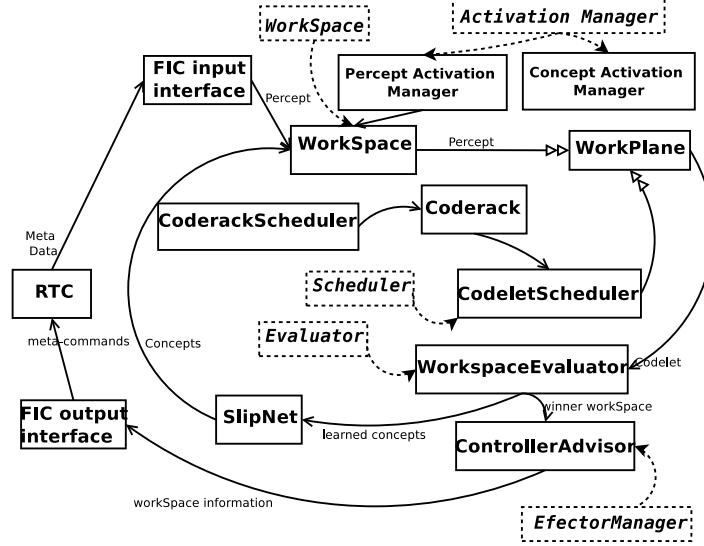 WorkSpace
Activation Manager
FIC input
interface
Percept Activation
Manager
Concept Activation
Manager
Percept
WorkSpace
Percept
WorkPlane
CoderackScheduler
Coderack
Meta
Data
RTC
Scheduler
CodeletScheduler
meta-commands
Concepts
Evaluator
WorkspaceEvaluator
Codelet
FIC output
interface
SlipNet
winner workSpace
learned concepts
ControllerAdvisor
workSpace information
EfectorManager